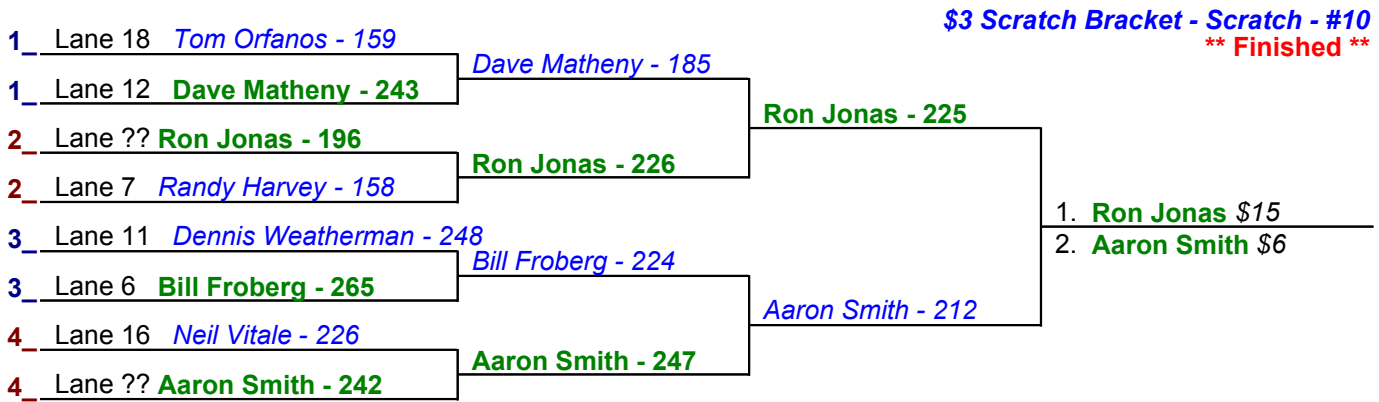 $3 Scratch Bracket - Scratch - #10
** Finished **
1_ Lane 18 Tom Orfanos - 159
Dave Matheny - 185
1_ Lane 12 Dave Matheny - 243
Ron Jonas - 225
2_ Lane ?? Ron Jonas - 196
Ron Jonas - 226
2_ Lane 7 Randy Harvey - 158
1. Ron Jonas $15
3_ Lane 11 Dennis Weatherman - 248
2. Aaron Smith $6
Bill Froberg - 224
3_ Lane 6 Bill Froberg - 265
Aaron Smith - 212
4_ Lane 16 Neil Vitale - 226
Aaron Smith - 247
4_ Lane ?? Aaron Smith - 242